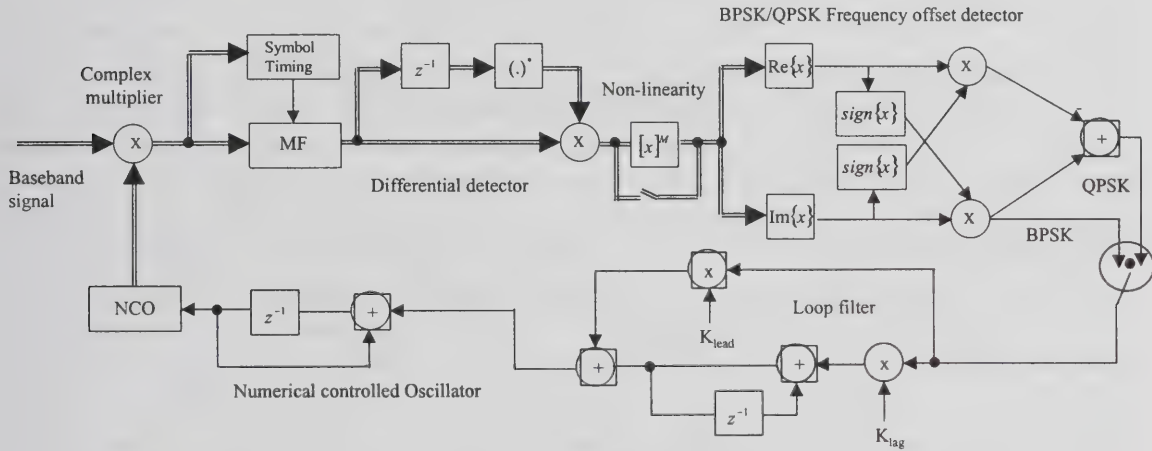 BPSK/QPSK Frequency offset detector
Symbol
Timing
Complex
multiplier
z⁻¹
(.)*
Non-linearity
Re{x}
x
sign{x}
-
+
x
MF
x
[x]ᴹ
sign{x}
QPSK
Baseband
signal
Differential detector
Im{x}
x
BPSK
NCO
z⁻¹
+
x
Loop filter
K_lead
+
+
x
Numerical controlled Oscillator
z⁻¹
K_lag